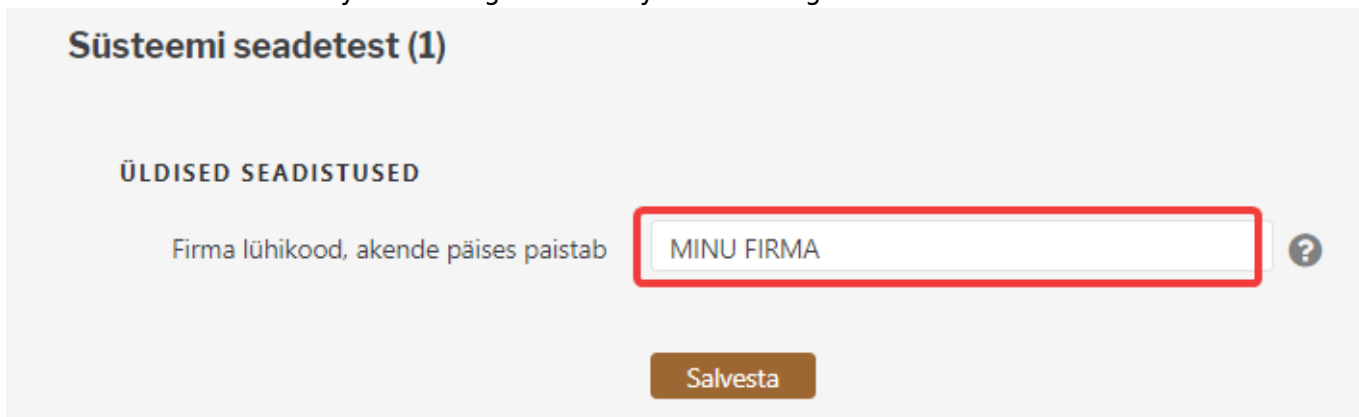 Süsteemi seadetest (1)
ÜLDISED SEADISTUSED
Firma lühikood, akende päises paistab
MINU FIRMA
?
Salvesta